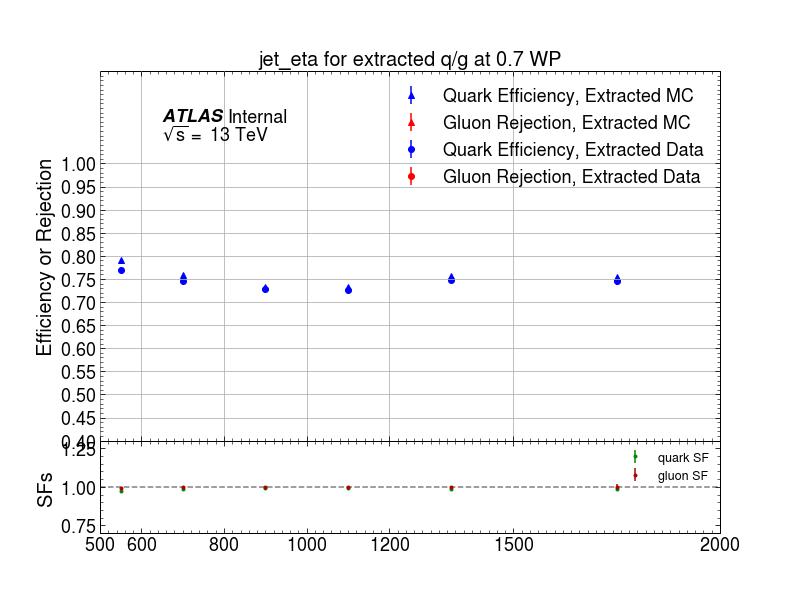 jet_eta for extracted q/g at 0.7 WP
ATLAS Internal
√s = 13 TeV
Quark Efficiency, Extracted MC
Gluon Rejection, Extracted MC
Quark Efficiency, Extracted Data
Gluon Rejection, Extracted Data
Efficiency or Rejection
1.00
0.95
0.90
0.85
0.80
0.75
0.70
0.65
0.60
0.55
0.50
0.45
0.40
SFs
1.25
1.00
0.75
quark SF
gluon SF
500 600 800 1000 1200 1500 2000